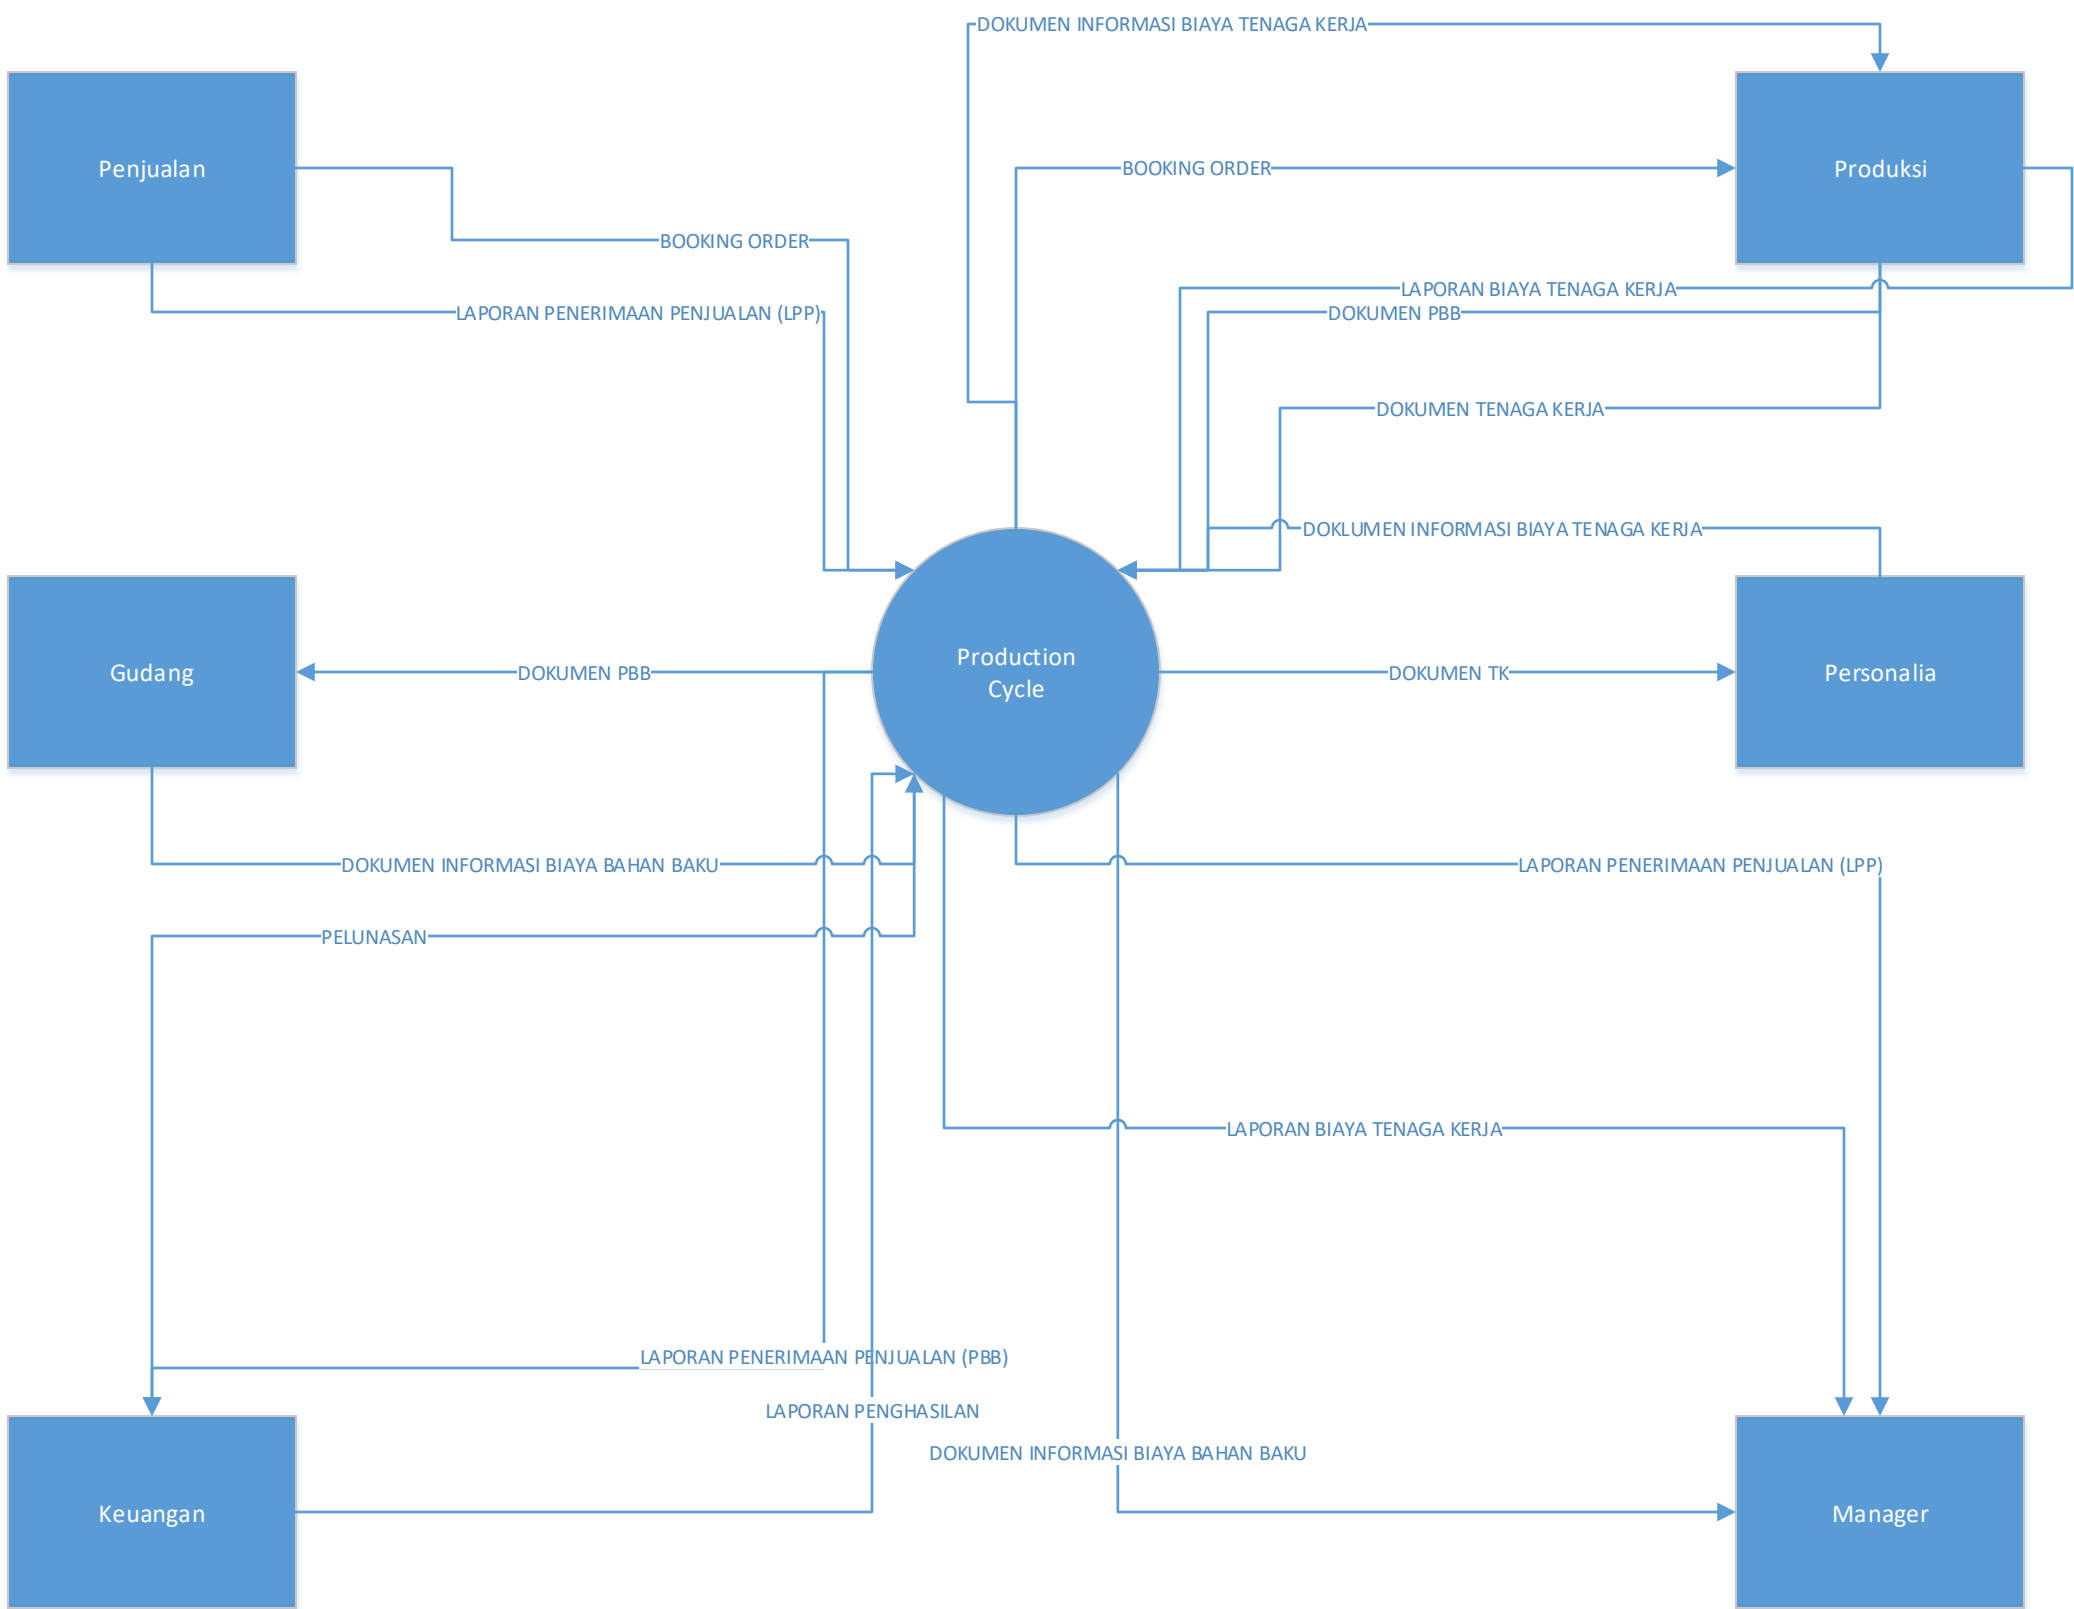 DOKUMEN INFORMASI BIAYA TENAGA KERJA
Penjualan
BOOKING ORDER
Produksi
BOOKING ORDER
LAPORAN BIAYA TENAGA KERJA
LAPORAN PENERIMAAN PENJUALAN (LPP)
DOKUMEN PBB
DOKUMEN TENAGA KERJA
DOKLUMEN INFORMASI BIAYA TENAGA KERJA
Gudang
DOKUMEN PBB
Production
Cycle
DOKUMEN TK
Personalia
DOKUMEN INFORMASI BIAYA BAHAN BAKU
LAPORAN PENERIMAAN PENJUALAN (LPP)
PELUNASAN
LAPORAN BIAYA TENAGA KERJA
LAPORAN PENERIMAAN PENJUALAN (PBB)
LAPORAN PENGHASILAN
DOKUMEN INFORMASI BIAYA BAHAN BAKU
Keuangan
Manager